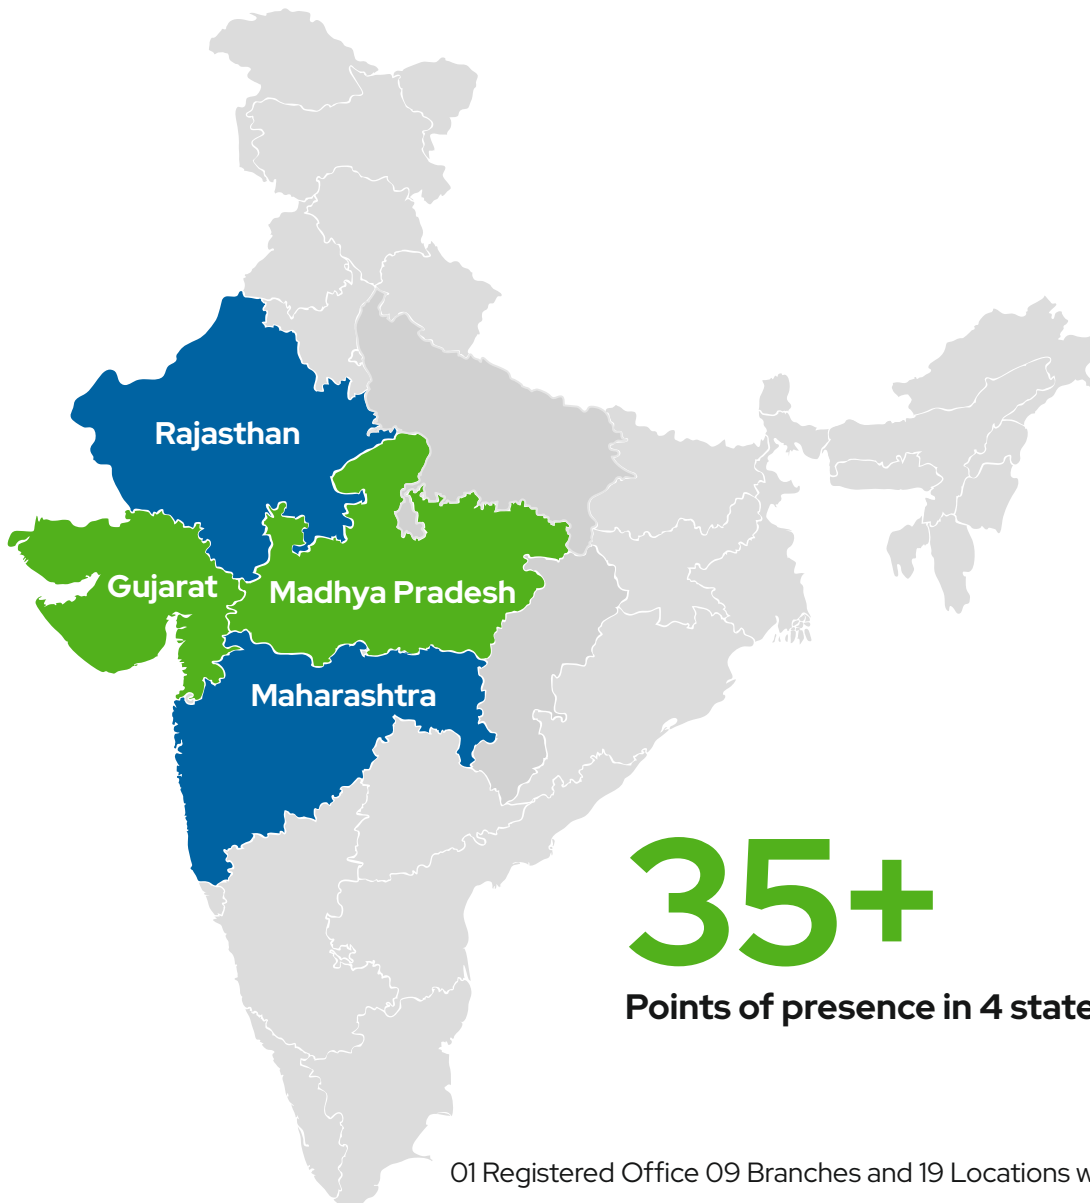 Rajasthan
Gujarat
Madhya Pradesh
Maharashtra
35+
Points of presence in 4 state
01 Registered Office 09 Branches and 19 Locations w